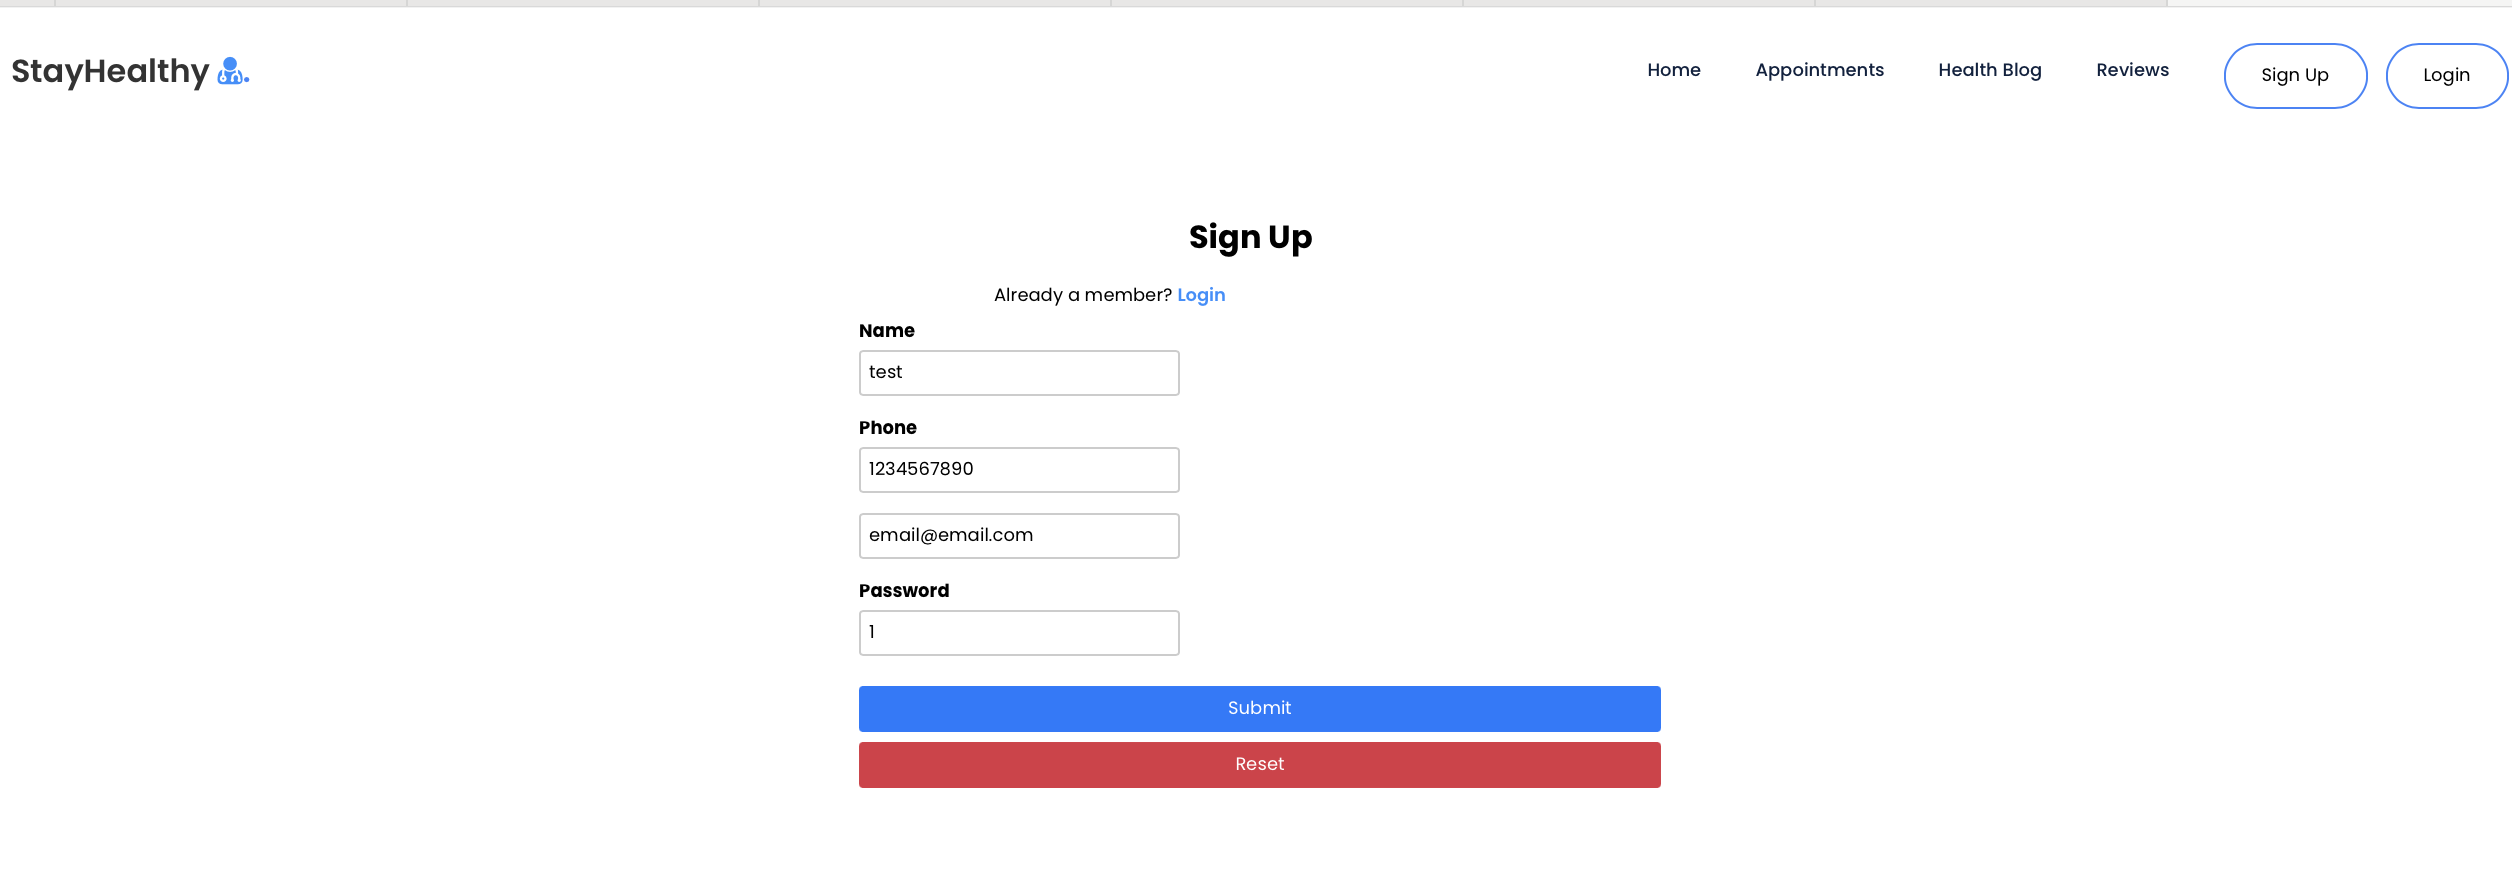 StayHealthy
Home Appointments Health Blog Reviews Sign Up Login
Sign Up
Already a member? Login
Name
test
Phone
1234567890
email@email.com
Password
1
Submit
Reset